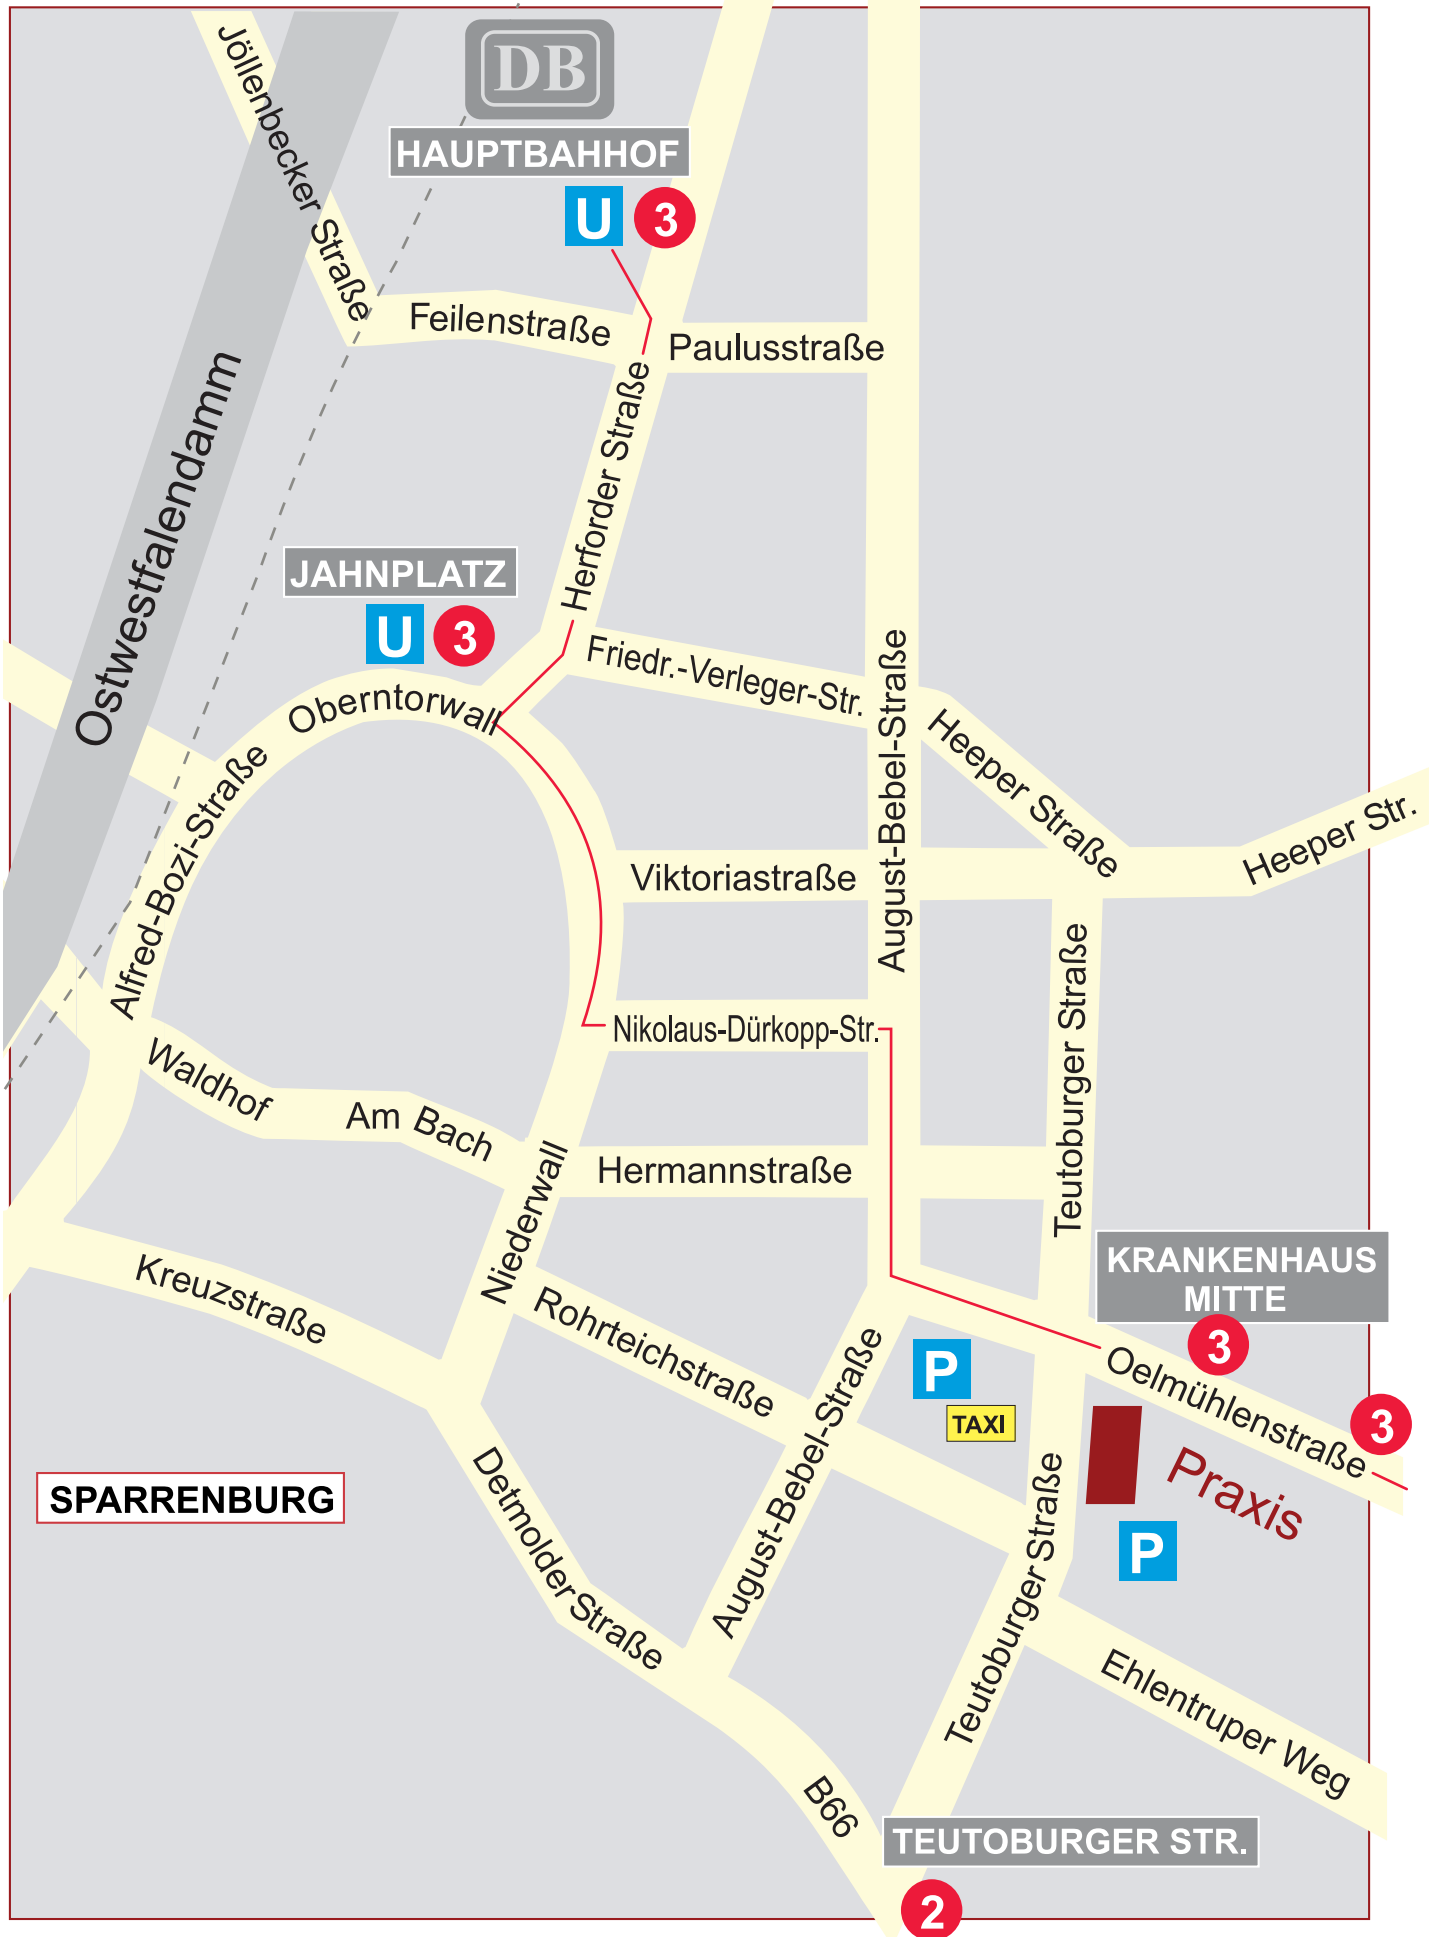 DB
HAUPTBAHHOF
U 3
Jöllenbecker Straße
Feilenstraße
Paulusstraße
Ostwestfalendamm
Herforder Straße
JAHNPLATZ
U 3
Friedr.-Verleger-Str.
Oberntorwall
August-Bebel-Straße
Heeper Straße
Heeper Str.
Alfred-Bozi-Straße
Viktoriastraße
Teutoburger Straße
Nikolaus-Dürkopp-Str.
Waldhof
Am Bach
Hermannstraße
Niederwall
KRANKENHAUS
MITTE
3
Kreuzstraße
Rohrteichstraße
August-Bebel-Straße
P
TAXI
Oelmühlenstraße
3
Praxis
P
SPARRENBURG
Detmolder Straße
Teutoburger Straße
Ehlentruper Weg
B66
TEUTOBURGER STR.
2